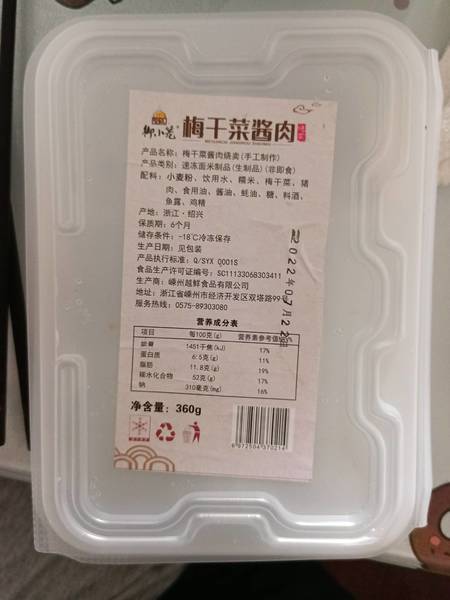 御小笼 梅干菜酱肉
产品名称：梅干菜酱肉烧卖(手工制作)
产品类别：速冻面米制品(生制品)(非即食)
配料：小麦粉、饮用水、糯米、梅干菜、猪
肉、食用油、酱油、蚝油、糖、料酒、
鱼露、鸡精
产地：浙江·绍兴
保质期：6个月
储存条件：-18℃冷冻保存
生产日期：见包装
产品执行标准：Q/SYX 0001S
食品生产许可证编号：SC11133068303411
生产商：嵊州越鲜食品有限公司
地址：浙江省嵊州市经济开发区双塔路99号
服务热线：0575-89303080
2022年07月22
营养成分表
项目 每100克(g) 营养素参考值%
能量 1451千焦(kJ) 17%
蛋白质 6.5克(g) 11%
脂肪 11.8克(g) 19%
碳水化合物 52克(g) 17%
钠 310毫克(mg) 16%
净含量：360g
6972504370214